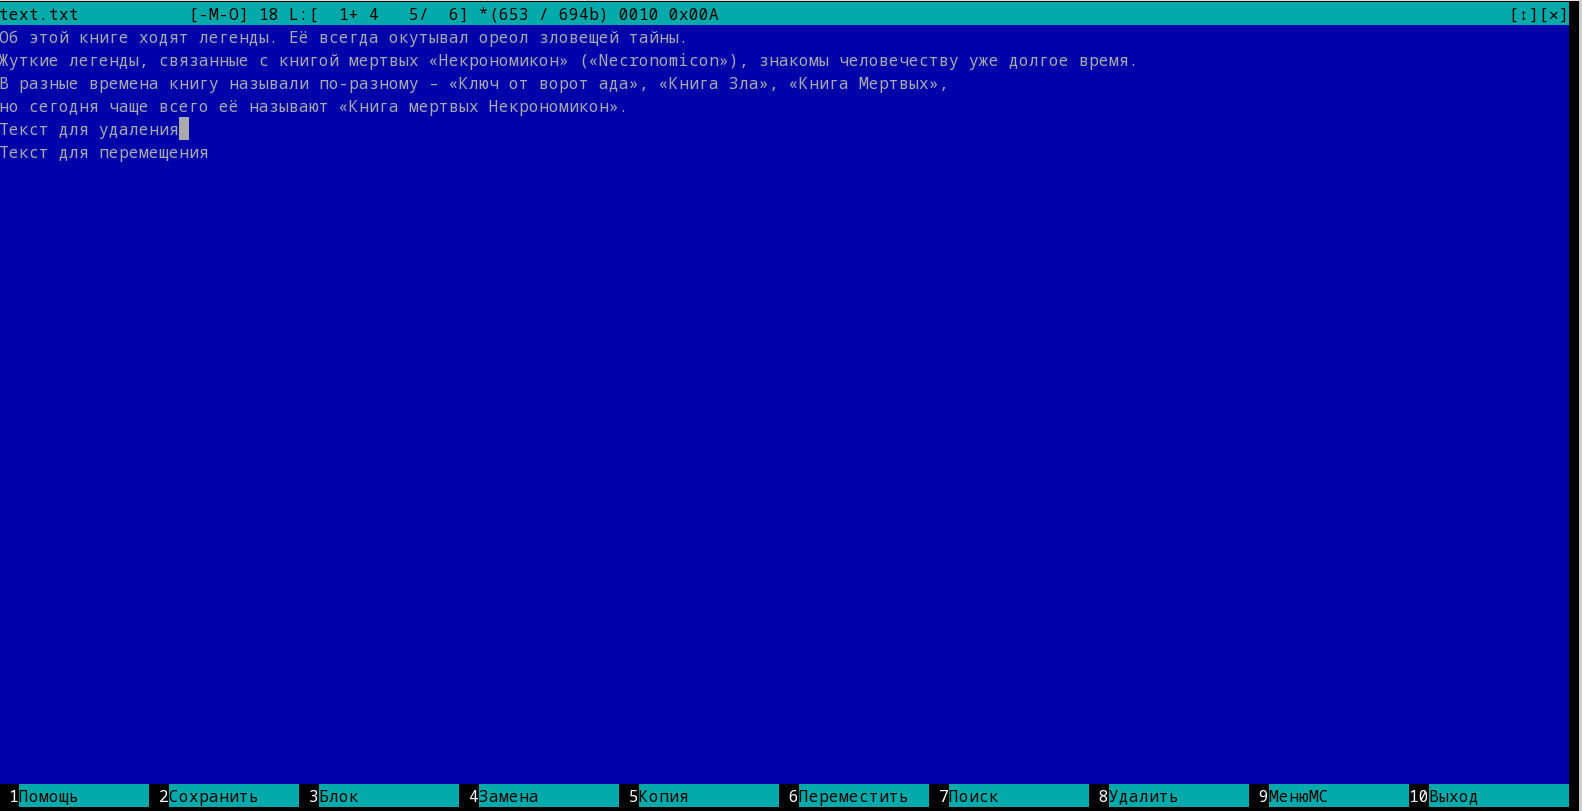 text.txt [-M-O] 18 L:[ 1+ 4 5/ 6] *(653 / 694b) 0010 0x00A [↕][×]
Об этой книге ходят легенды. Её всегда окутывал ореол зловещей тайны.
Жуткие легенды, связанные с книгой мертвых «Некрономикон» («Necronomicon»), знакомы человечеству уже долгое время.
В разные времена книгу называли по-разному – «Ключ от ворот ада», «Книга Зла», «Книга Мертвых»,
но сегодня чаще всего её называют «Книга мертвых Некрономикон».
Текст для удаления
Текст для перемещения
1Помощь 2Сохранить 3Блок 4Замена 5Копия 6Переместить 7Поиск 8Удалить 9МенюMC 10Выход